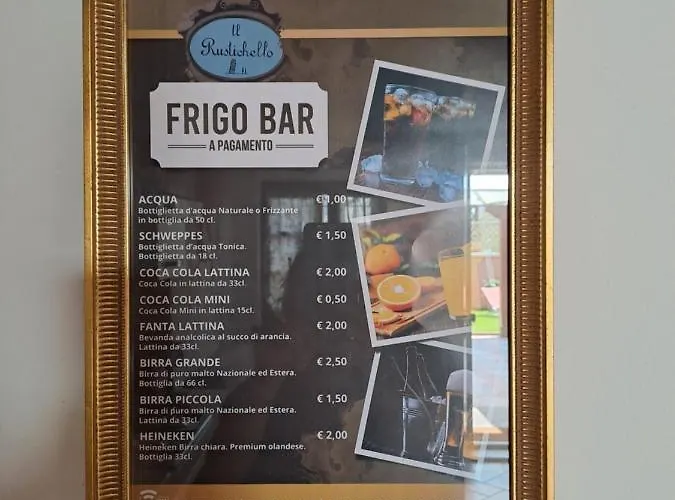 Il
Rustichello
FRIGO BAR
A PAGAMENTO
ACQUA € 1,00
Bottiglietta d'acqua Naturale o Frizzante
in bottiglia da 50 cl.
SCHWEPPES € 1,50
Bottiglietta d'acqua Tonica.
Bottiglietta da 18 cl.
COCA COLA LATTINA € 2,00
Coca Cola in lattina da 33cl.
COCA COLA MINI € 0,50
Coca Cola Mini in lattina 15cl.
FANTA LATTINA € 2,00
Bevanda analcolica al succo di arancia.
Lattina da 33cl.
BIRRA GRANDE € 2,50
Birra di puro malto Nazionale ed Estera.
Bottiglia da 66 cl.
BIRRA PICCOLA € 1,50
Birra di puro malto Nazionale ed Estera.
Lattina da 33cl.
HEINEKEN € 2,00
Heineken Birra chiara. Premium olandese.
Bottiglia 33cl.